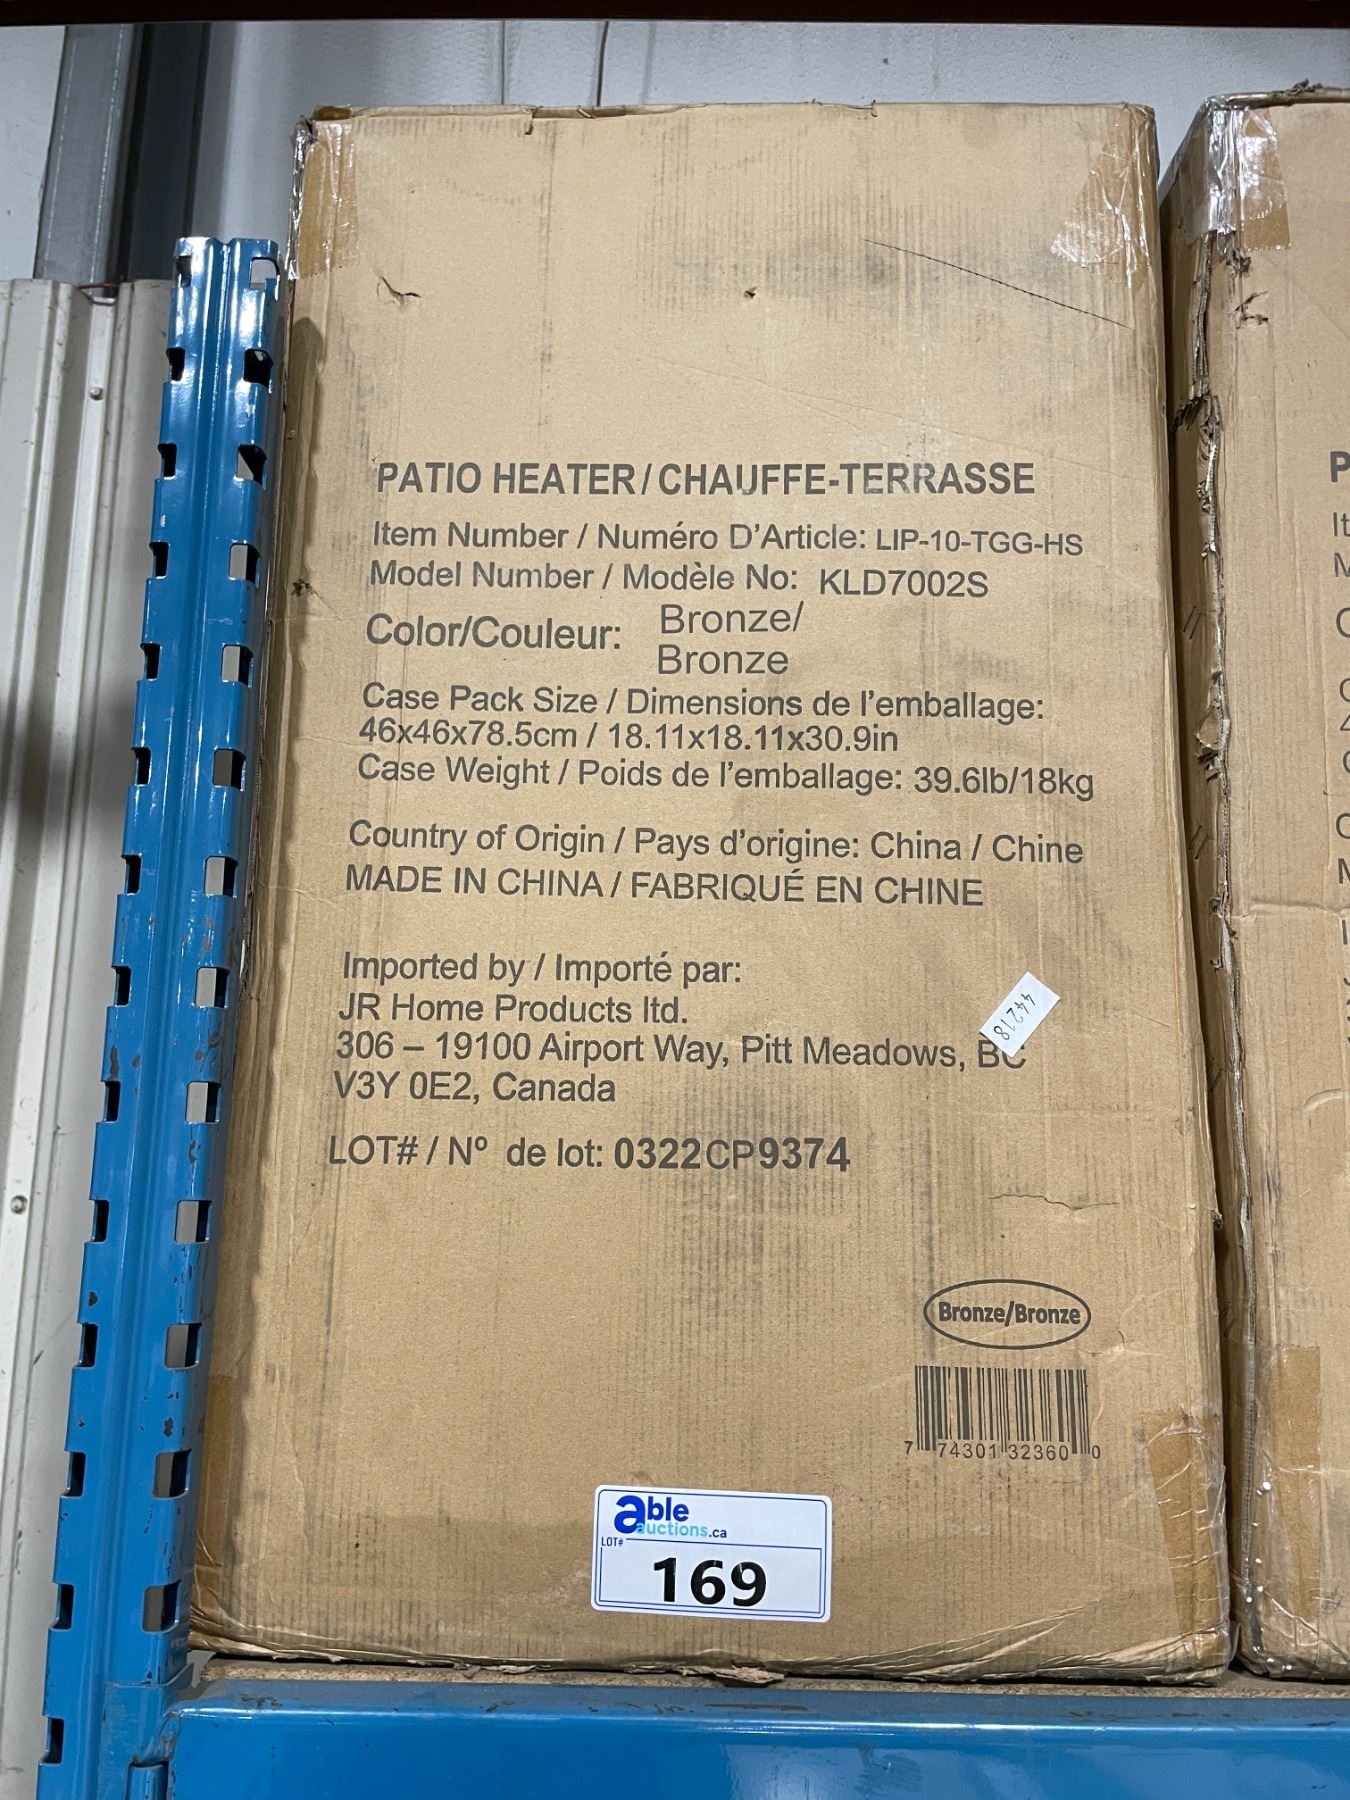 PATIO HEATER / CHAUFFE-TERRASSE
Item Number / Numéro D'Article: LIP-10-TGG-HS
Model Number / Modèle No: KLD7002S
Color/Couleur: Bronze/
Bronze
Case Pack Size / Dimensions de l'emballage:
46x46x78.5cm / 18.11x18.11x30.9in
Case Weight / Poids de l'emballage: 39.6lb/18kg
Country of Origin / Pays d'origine: China / Chine
MADE IN CHINA / FABRIQUÉ EN CHINE
Imported by / Importé par:
JR Home Products ltd.
306 – 19100 Airport Way, Pitt Meadows, BC
V3Y 0E2, Canada
44218
LOT# / Nº de lot: 0322CP9374
Bronze/Bronze
7 74301 32360 0
able
auctions.ca
LOT#
169